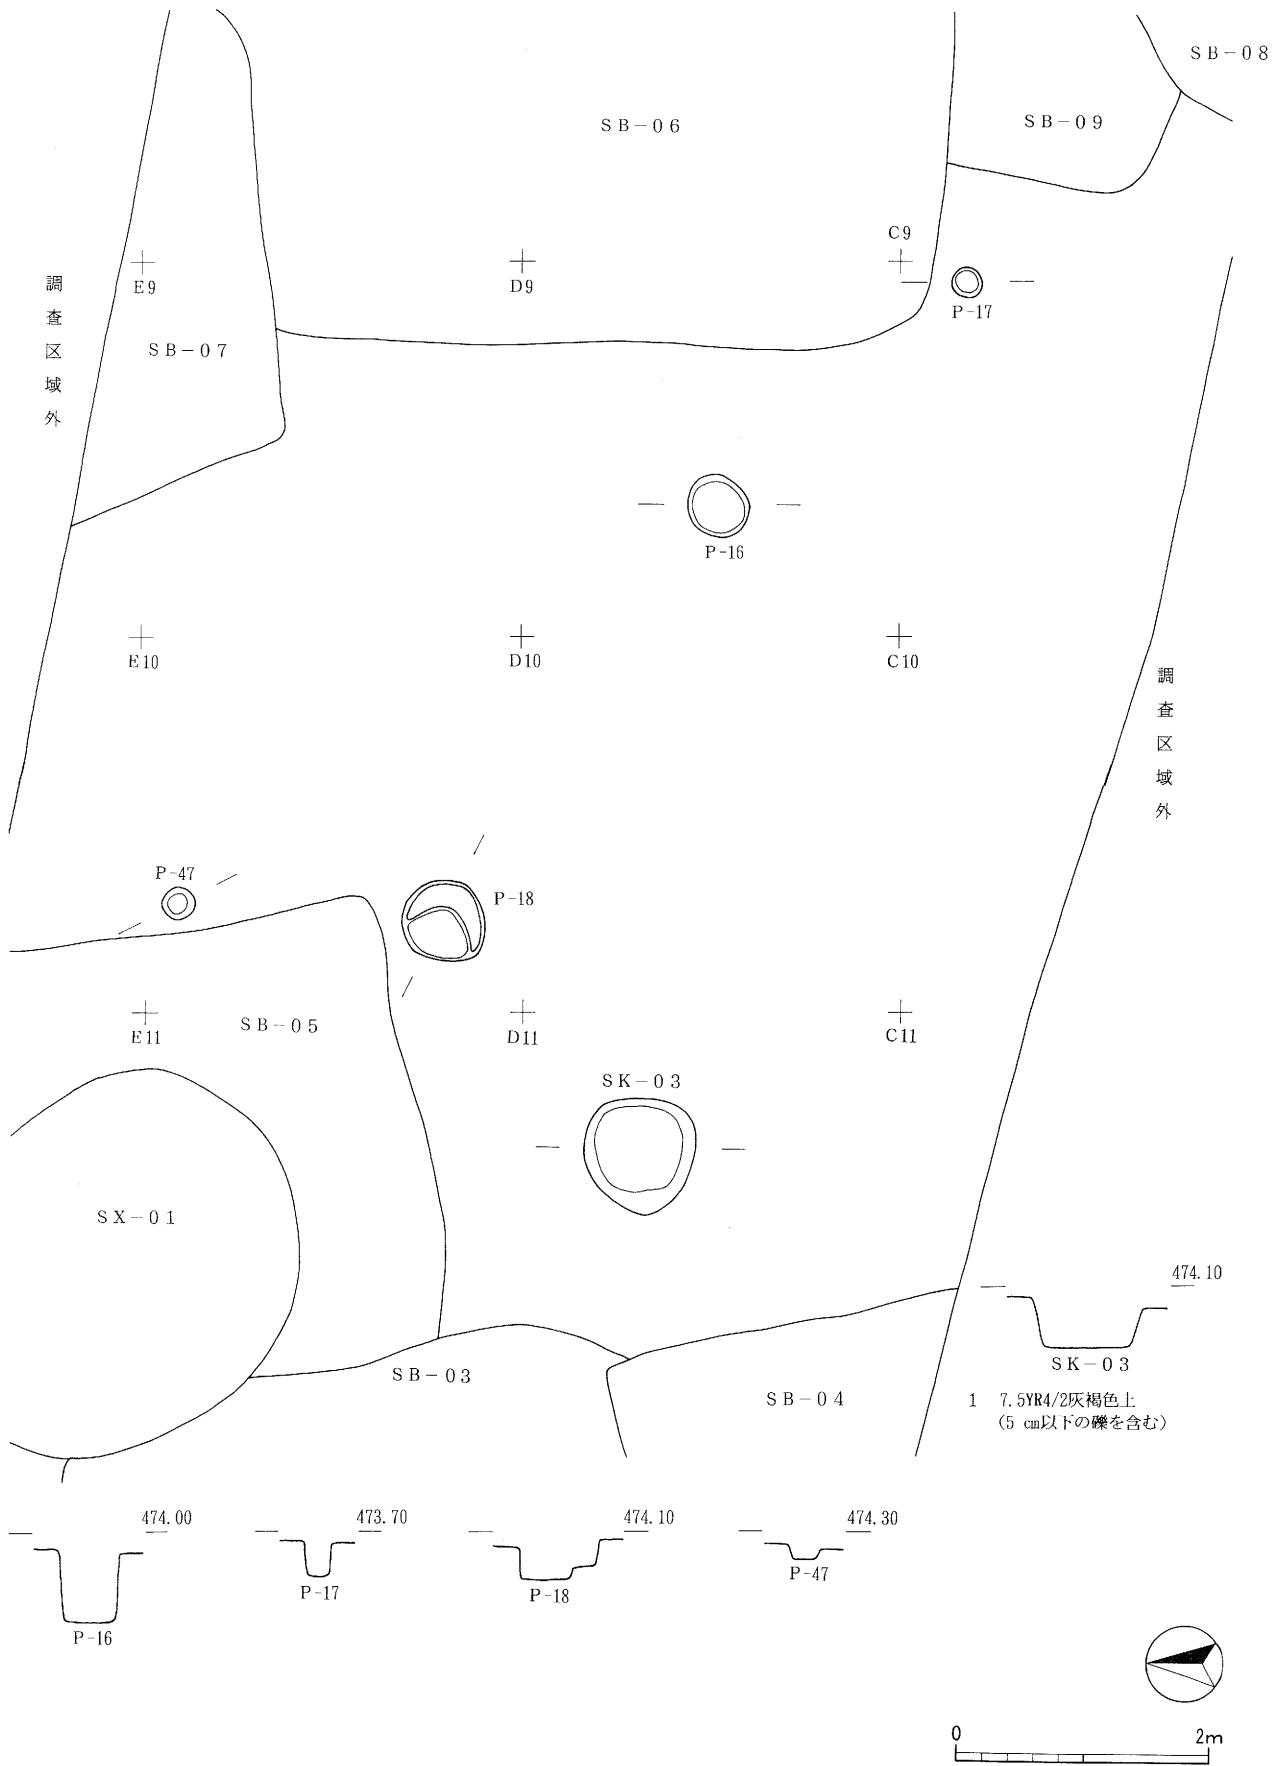 SB-08
SB-06
SB-09
C9
調査区域外
E9
D9
P-17
SB-07
P-16
E10
D10
C10
調査区域外
P-47
P-18
E11
SB-05
D11
C11
SK-03
SX-01
474.10
SK-03
SB-03
SB-04
1 7.5YR4/2灰褐色土
(5 cm以下の礫を含む)
474.00
473.70
474.10
474.30
P-16
P-17
P-18
P-47
0 2m